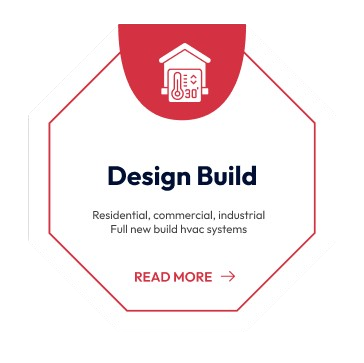 30°
Design Build
Residential, commercial, industrial
Full new build hvac systems
READ MORE →